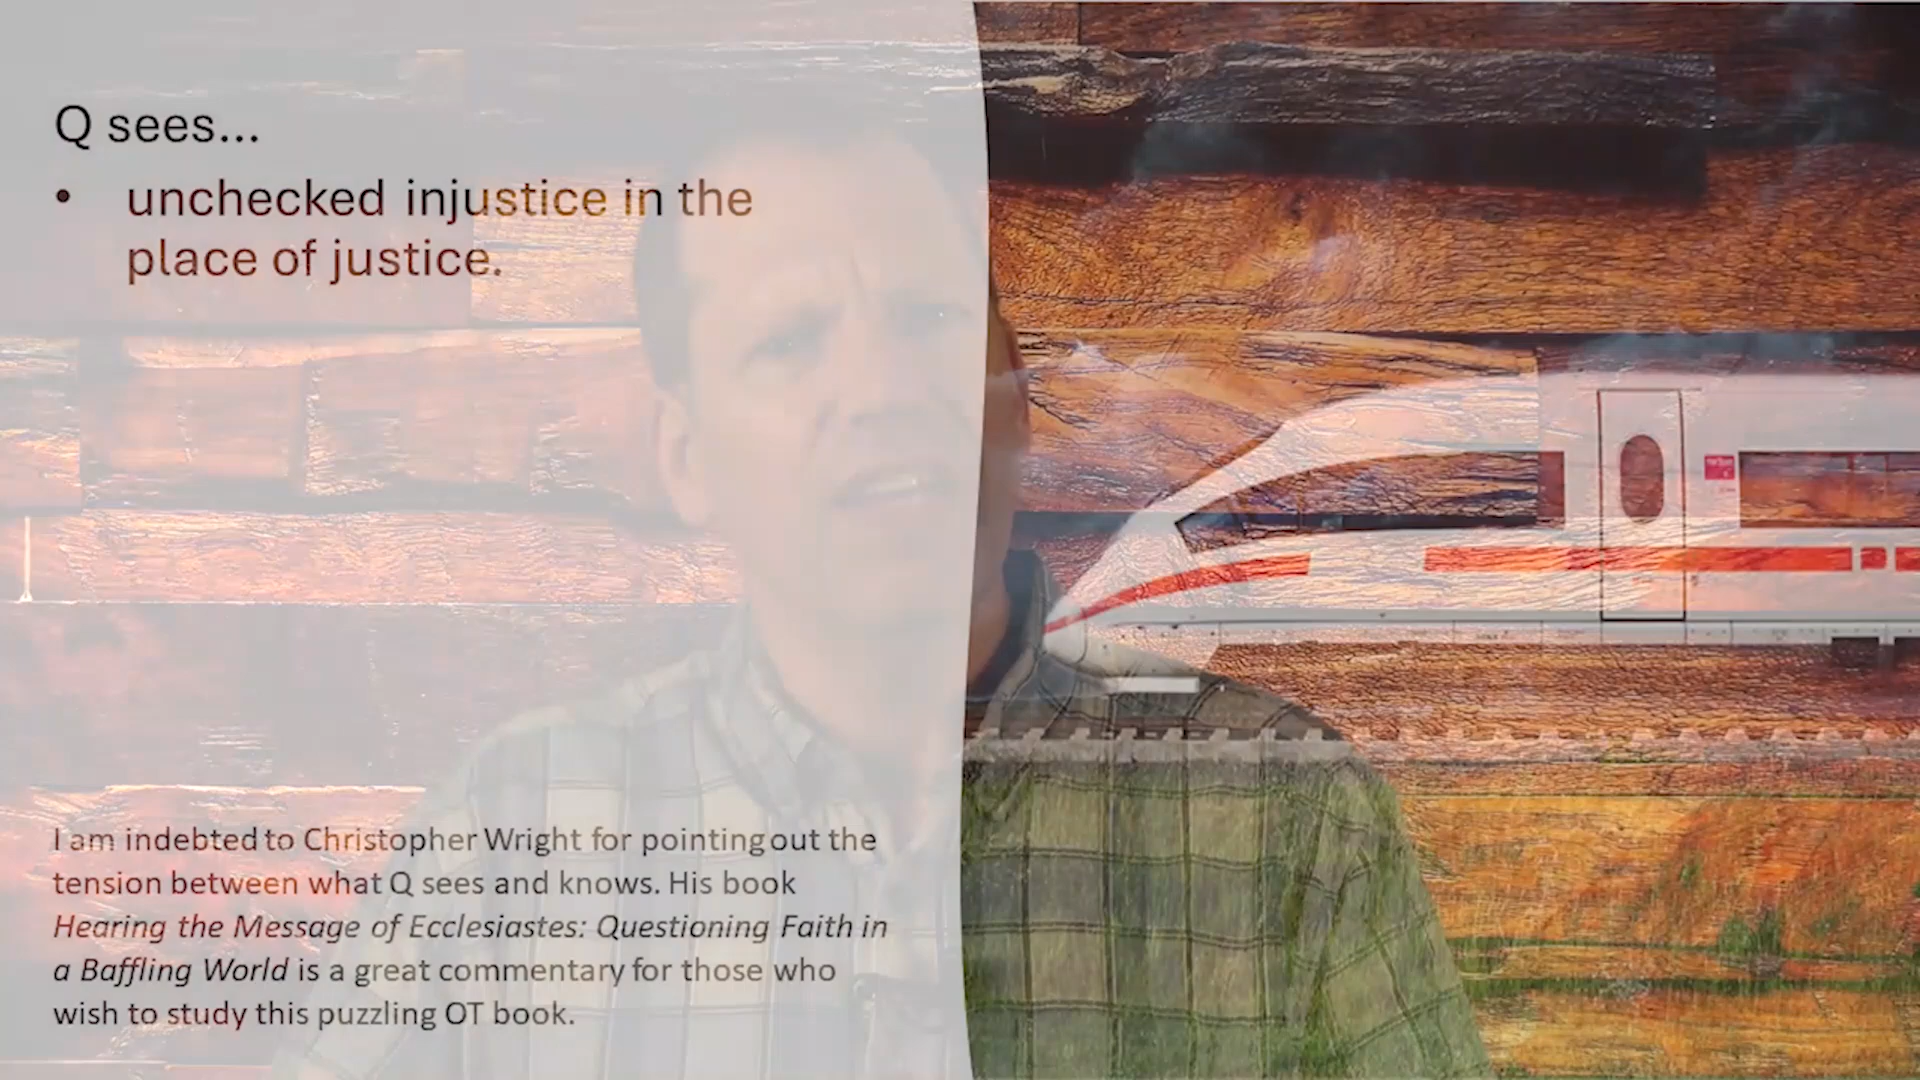 Q sees...
• unchecked injustice in the
place of justice.
I am indebted to Christopher Wright for pointing out the
tension between what Q sees and knows. His book
Hearing the Message of Ecclesiastes: Questioning Faith in
a Baffling World is a great commentary for those who
wish to study this puzzling OT book.